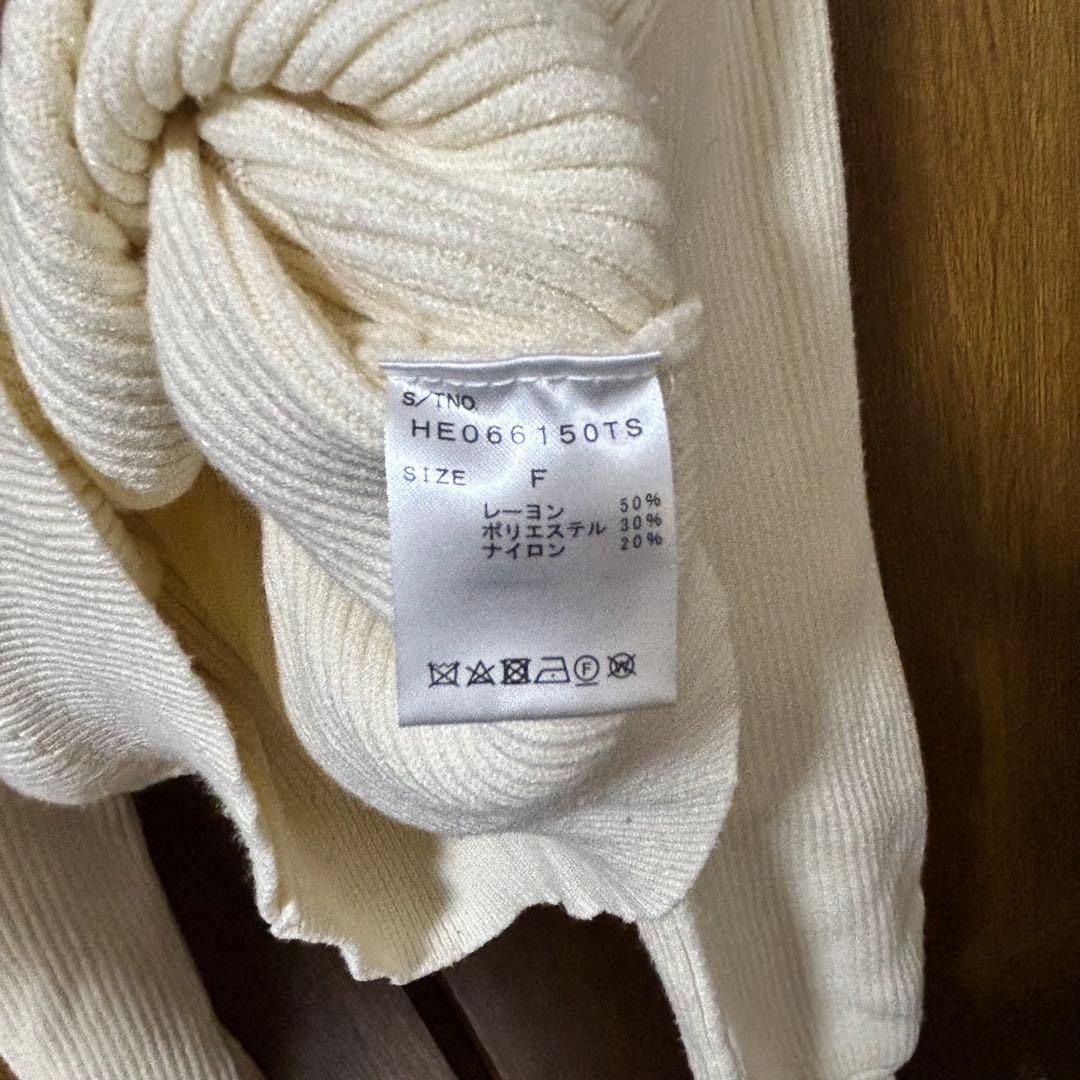 S/TNO.
HE066150TS
SIZE F
レーヨン 50%
ポリエステル 30%
ナイロン 20%
F W